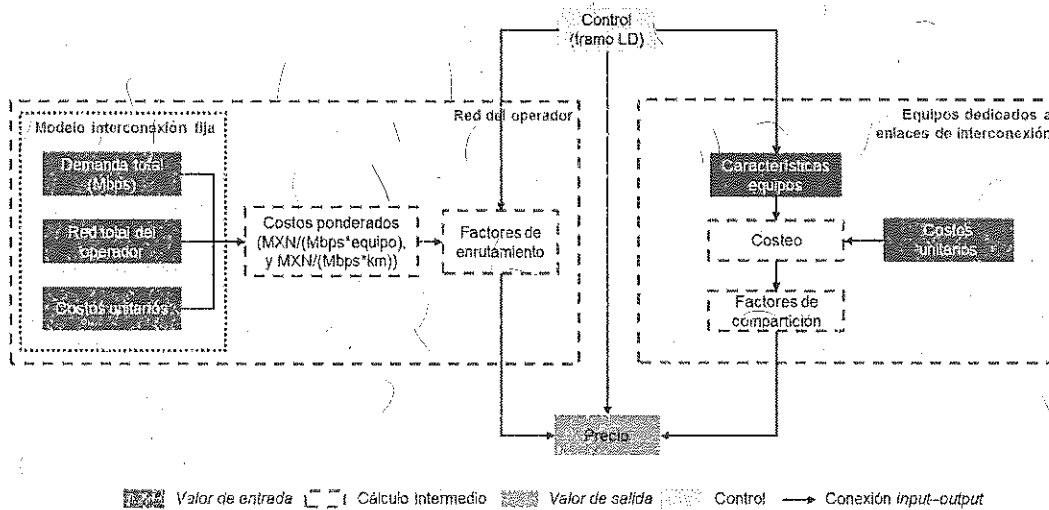 Control
(tramo LD)
Red del operador
Equipos dedicados a
enlaces de interconexión
Modelo interconexión fija
Demanda total
(Mbps)
Red total del
operador
Costos unitarios
Costos ponderados
(MXN/(Mbps*equipo),
y MXN/(Mbps*km))
Factores de
enrutamiento
Características
equipos
Costeo
Costos
unitarios
Factores de
compartición
Precio
Valor de entrada
Cálculo Intermedio
Valor de salida
Control
Conexión input–output